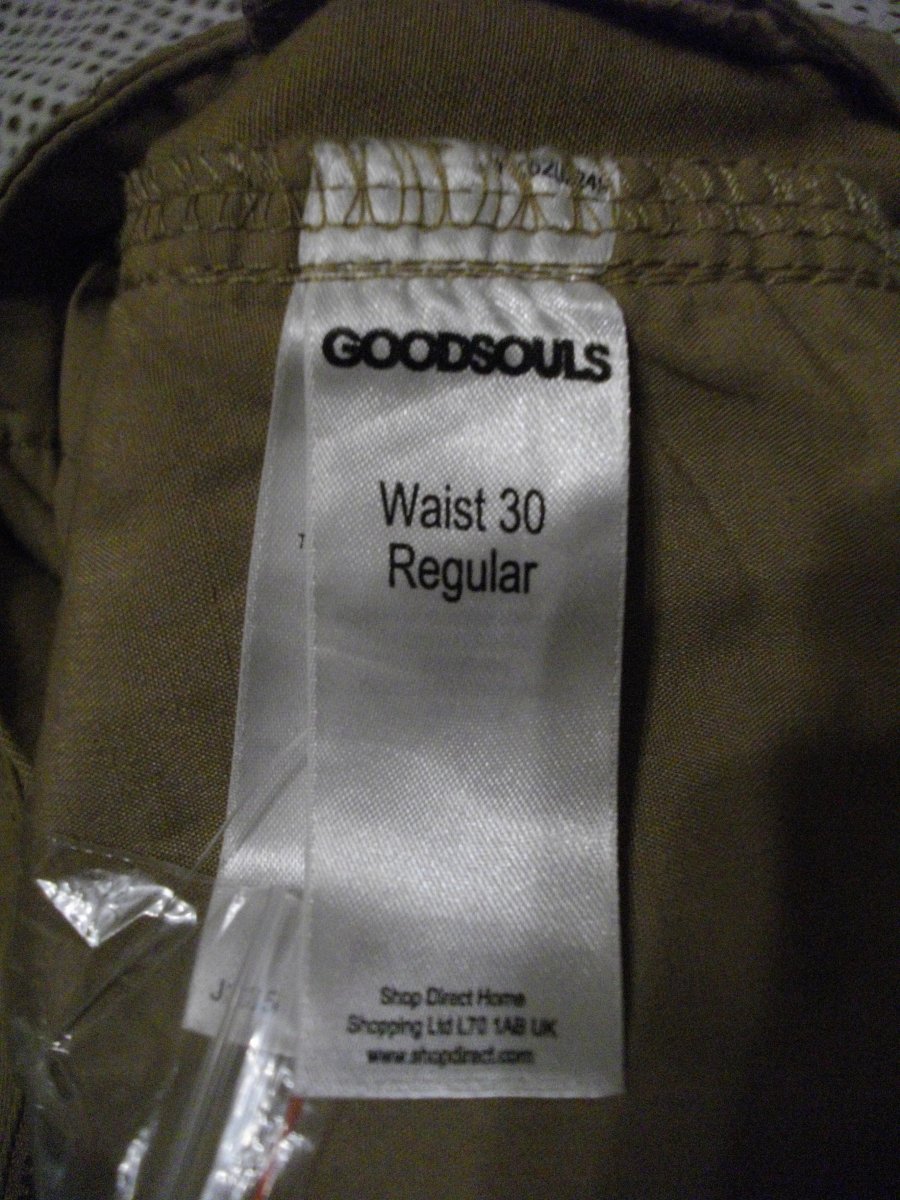 GOODSOULS
Waist 30
Regular
Shop Direct Home
Shopping Ltd L70 1AB UK
www.shopdirect.com